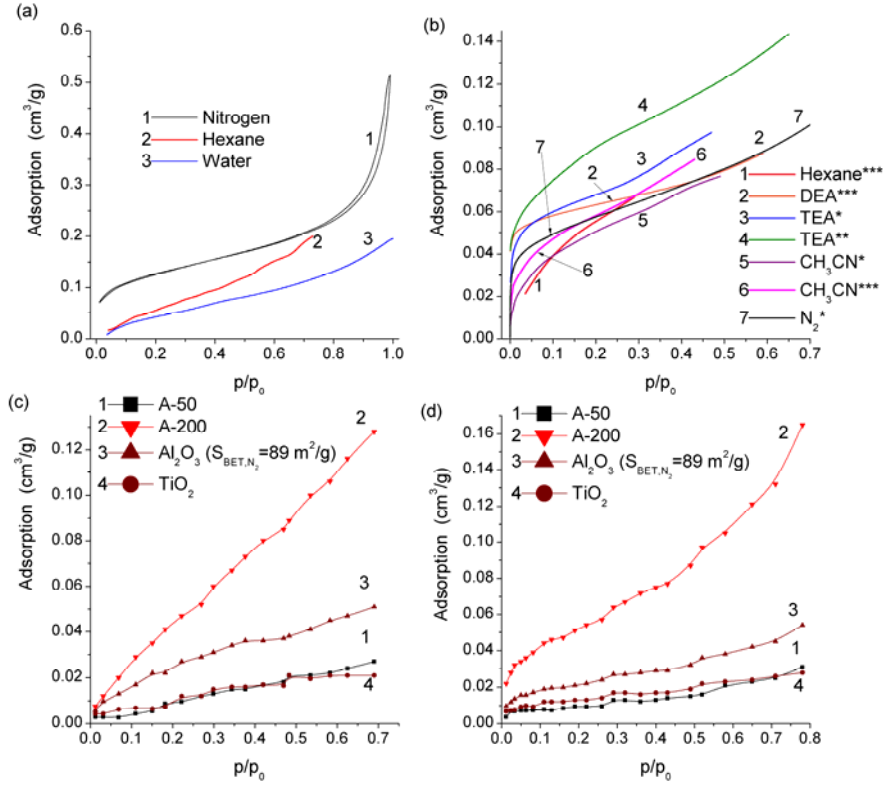 (a)
Adsorption (cm³/g)
0.6
0.5
0.4
0.3
0.2
0.1
0.0
1 Nitrogen
2 Hexane
3 Water
1
2
3
0.0 0.2 0.4 0.6 0.8 1.0
p/p₀
(b)
Adsorption (cm³/g)
0.14
0.12
0.10
0.08
0.06
0.04
0.02
0.00
4
7
7
2
3
6
2
5
6
1
1 Hexane***
2 DEA***
3 TEA*
4 TEA**
5 CH₃CN*
6 CH₃CN***
7 N₂*
0.0 0.1 0.2 0.3 0.4 0.5 0.6 0.7
p/p₀
(c)
Adsorption (cm³/g)
0.12
0.09
0.06
0.03
0.00
1 A-50
2 A-200
3 Al₂O₃ (S_BET,N₂=89 m²/g)
4 TiO₂
2
3
1
4
0.0 0.1 0.2 0.3 0.4 0.5 0.6 0.7
p/p₀
(d)
Adsorption (cm³/g)
0.16
0.14
0.12
0.10
0.08
0.06
0.04
0.02
0.00
1 A-50
2 A-200
3 Al₂O₃ (S_BET,N₂=89 m²/g)
4 TiO₂
2
3
1
4
0.0 0.1 0.2 0.3 0.4 0.5 0.6 0.7 0.8
p/p₀